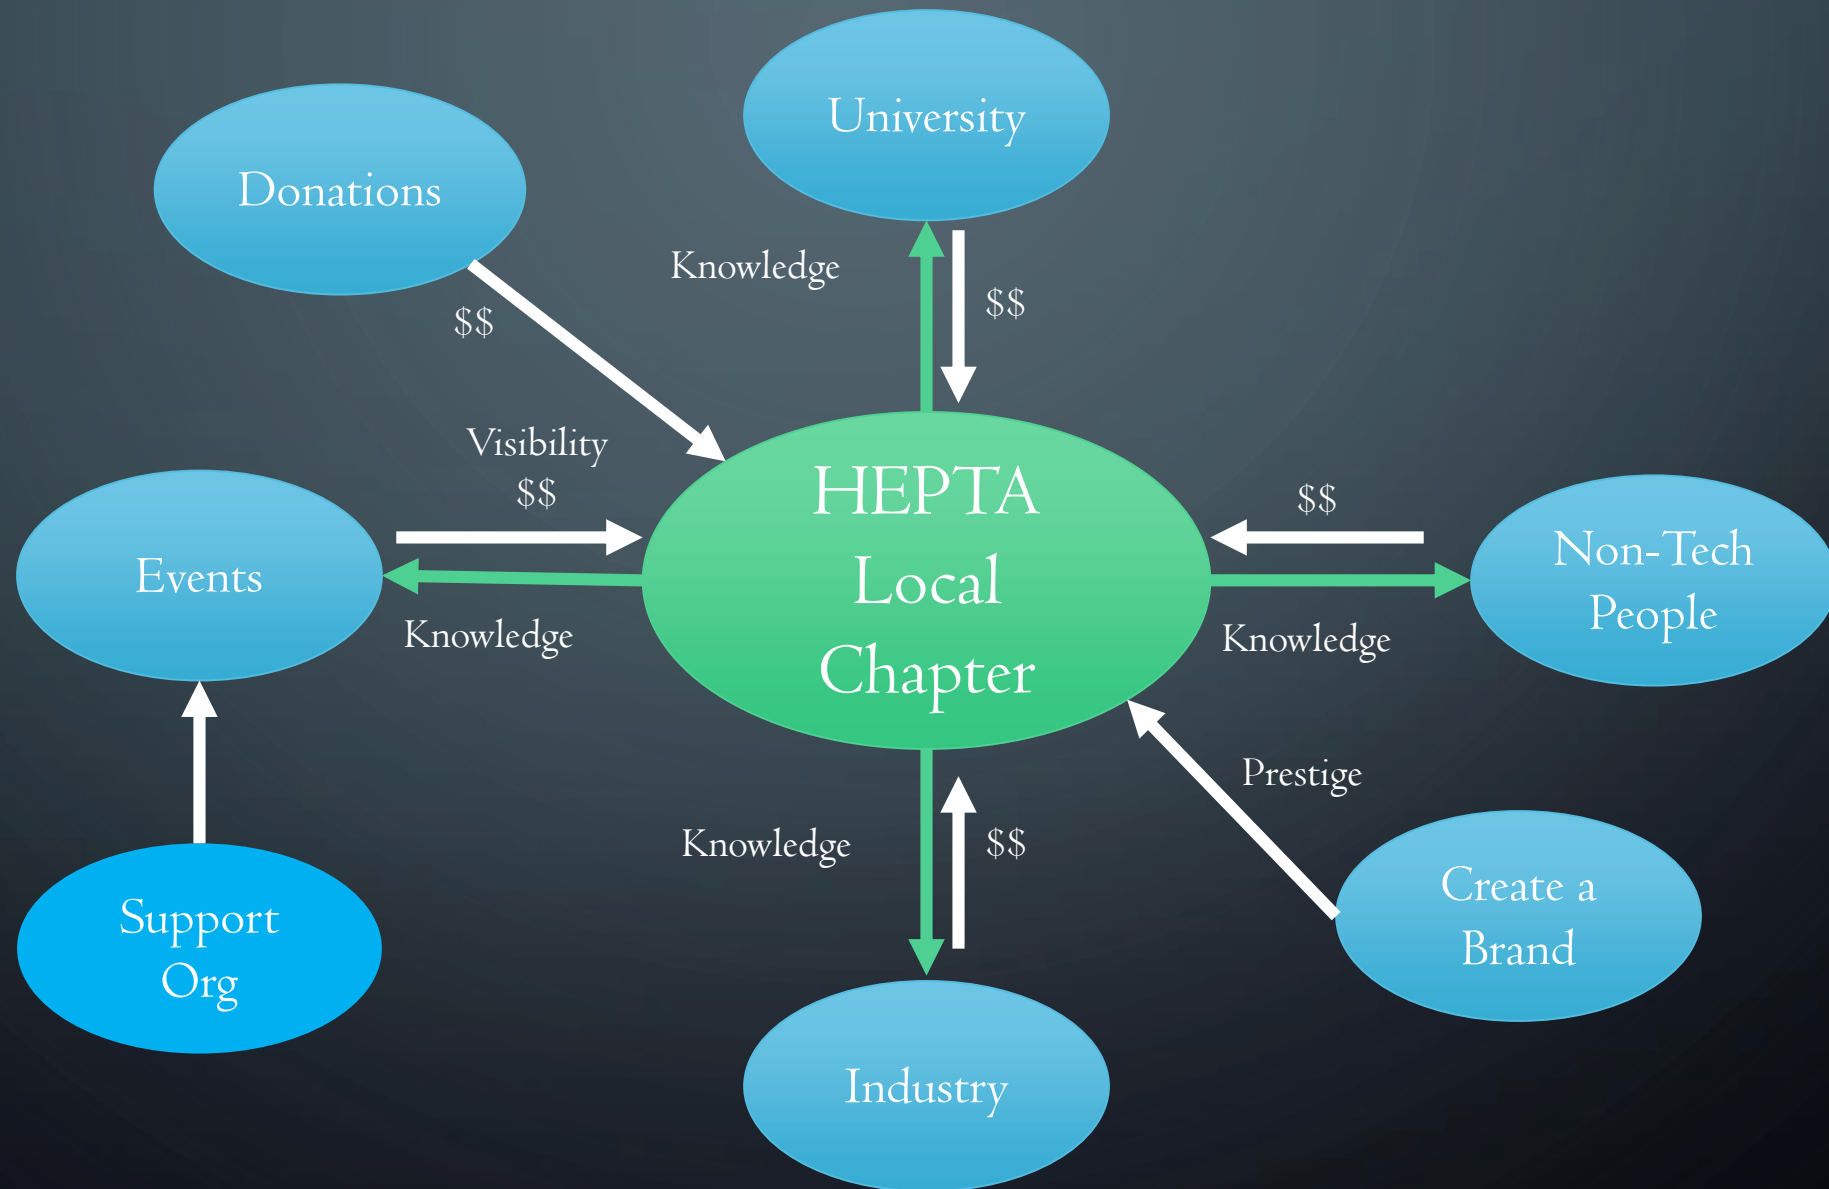 University
Donations
Knowledge
$$
$$
Visibility
$$
HEPTA
Local
Chapter
$$
Events
Non-Tech
People
Knowledge
Knowledge
Prestige
Knowledge
$$
Support
Org
Create a
Brand
Industry